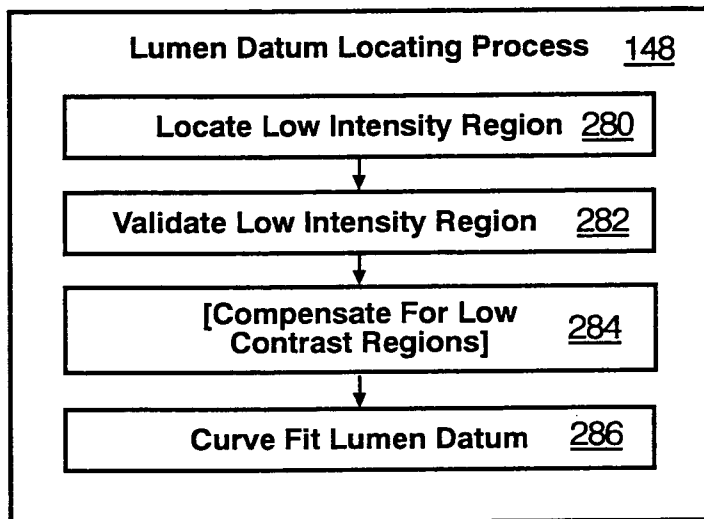 Lumen Datum Locating Process 148
Locate Low Intensity Region 280
Validate Low Intensity Region 282
[Compensate For Low
Contrast Regions] 284
Curve Fit Lumen Datum 286